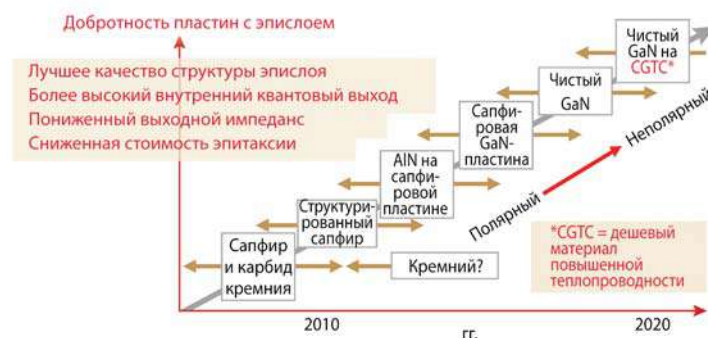 Добротность пластин с эпислоем
Лучшее качество структуры эпислоя
Более высокий внутренний квантовый выход
Пониженный выходной импеданс
Сниженная стоимость эпитаксии
Чистый
GaN на
CGTC*
Чистый
GaN
Сапфи-
ровая
GaN-
пластина
AlN на
сапфи-
ровой
пластине
Структури-
рованный
сапфир
Сапфир
и карбид
кремния
Кремний?
Полярный
Неполярный
*CGTC = дешевый
материал
повышенной
теплопроводности
2010
гг.
2020